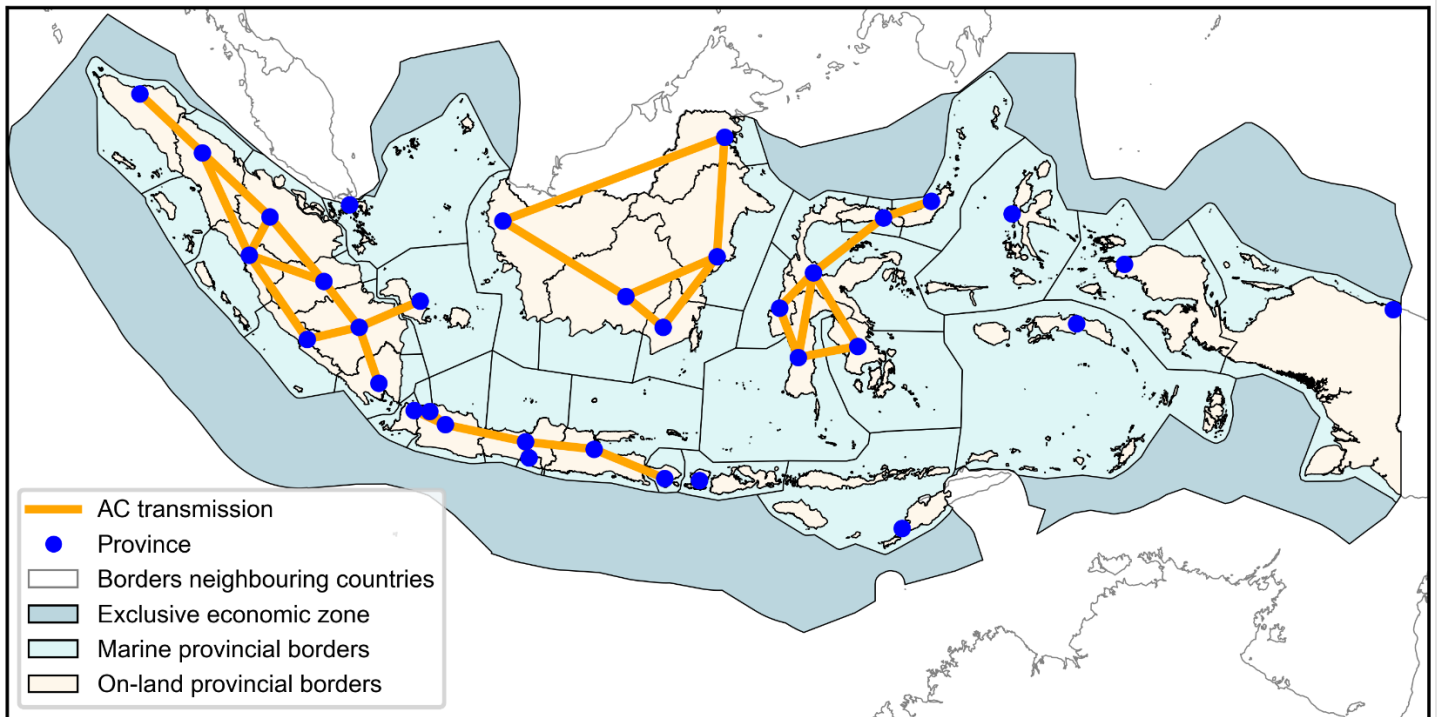 AC transmission
Province
Borders neighbouring countries
Exclusive economic zone
Marine provincial borders
On-land provincial borders